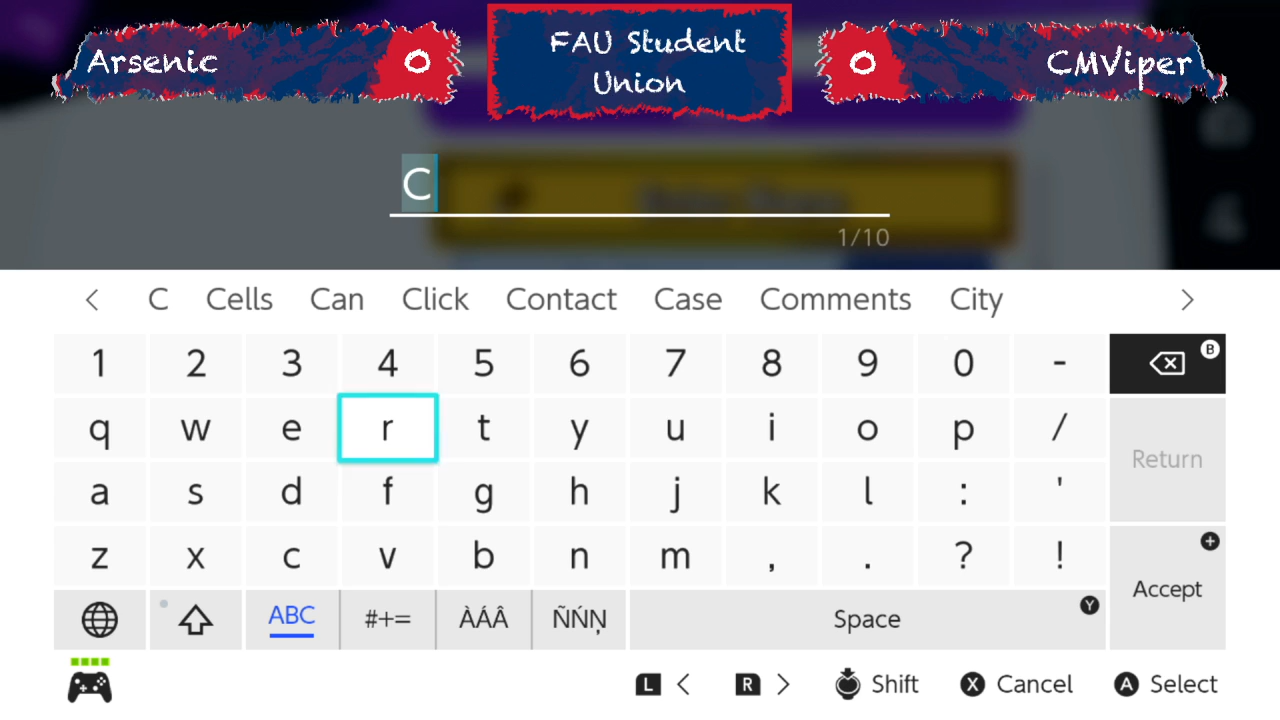 Arsenic 0
FAU Student
Union
0 CMViper
C
1/10
< C Cells Can Click Contact Case Comments City >
1 2 3 4 5 6 7 8 9 0 - B
q w e r t y u i o p / Return
a s d f g h j k l : '
z x c v b n m , . ? ! + Accept
ABC #+= ÀÁÂ ÑŃŅ Space Y
L < R > Shift X Cancel A Select